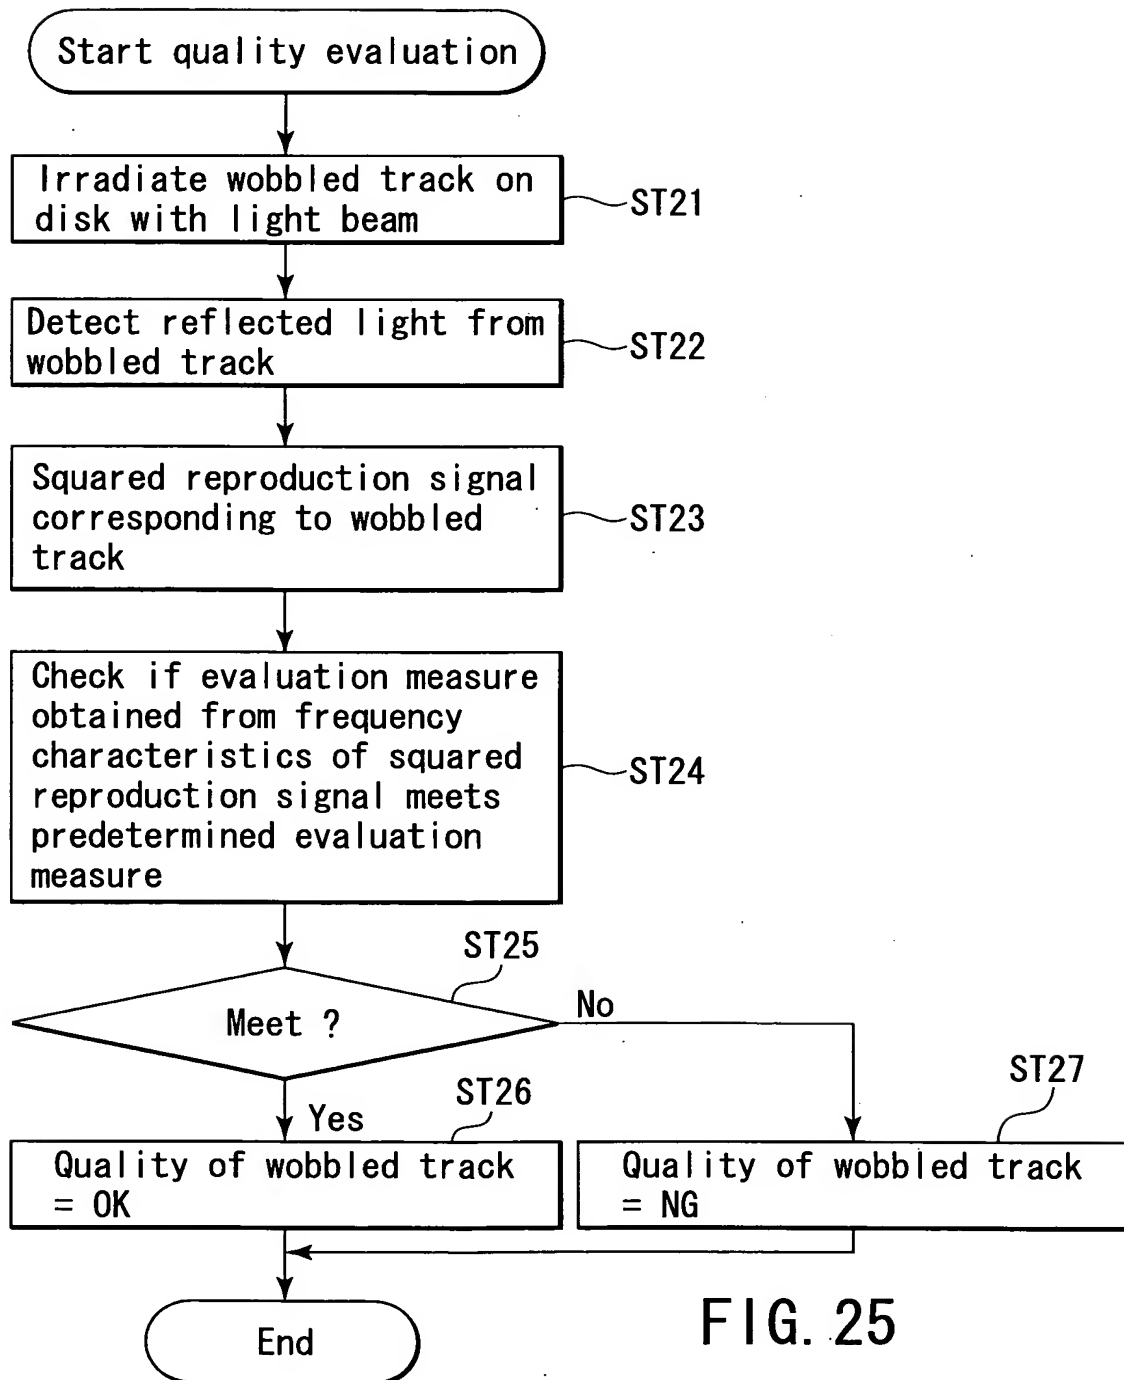 Start quality evaluation
Irradiate wobbled track on
disk with light beam
ST21
Detect reflected light from
wobbled track
ST22
Squared reproduction signal
corresponding to wobbled
track
ST23
Check if evaluation measure
obtained from frequency
characteristics of squared
reproduction signal meets
predetermined evaluation
measure
ST24
ST25
Meet ?
No
Yes
ST26
Quality of wobbled track
= OK
ST27
Quality of wobbled track
= NG
End
FIG. 25